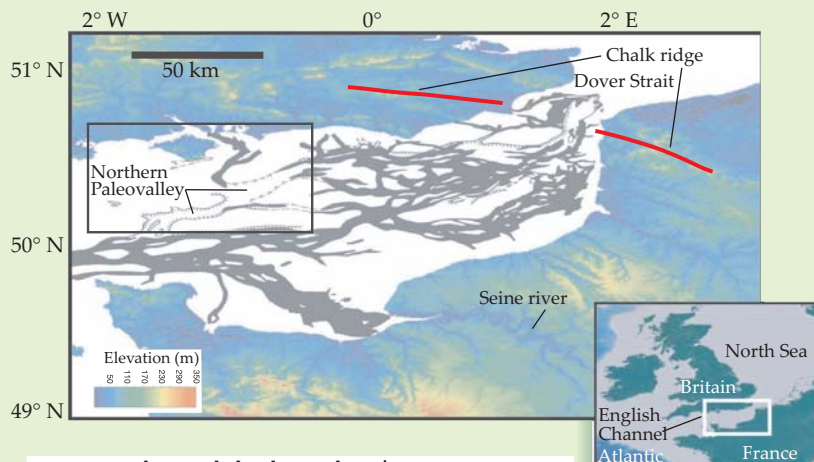 2° W
0°
2° E
51° N
50 km
Chalk ridge
Dover Strait
Northern
Paleovalley
50° N
Seine river
Elevation (m)
50 110 170 230 290 350
49° N
North Sea
Britain
English
Channel
Atlantic
France